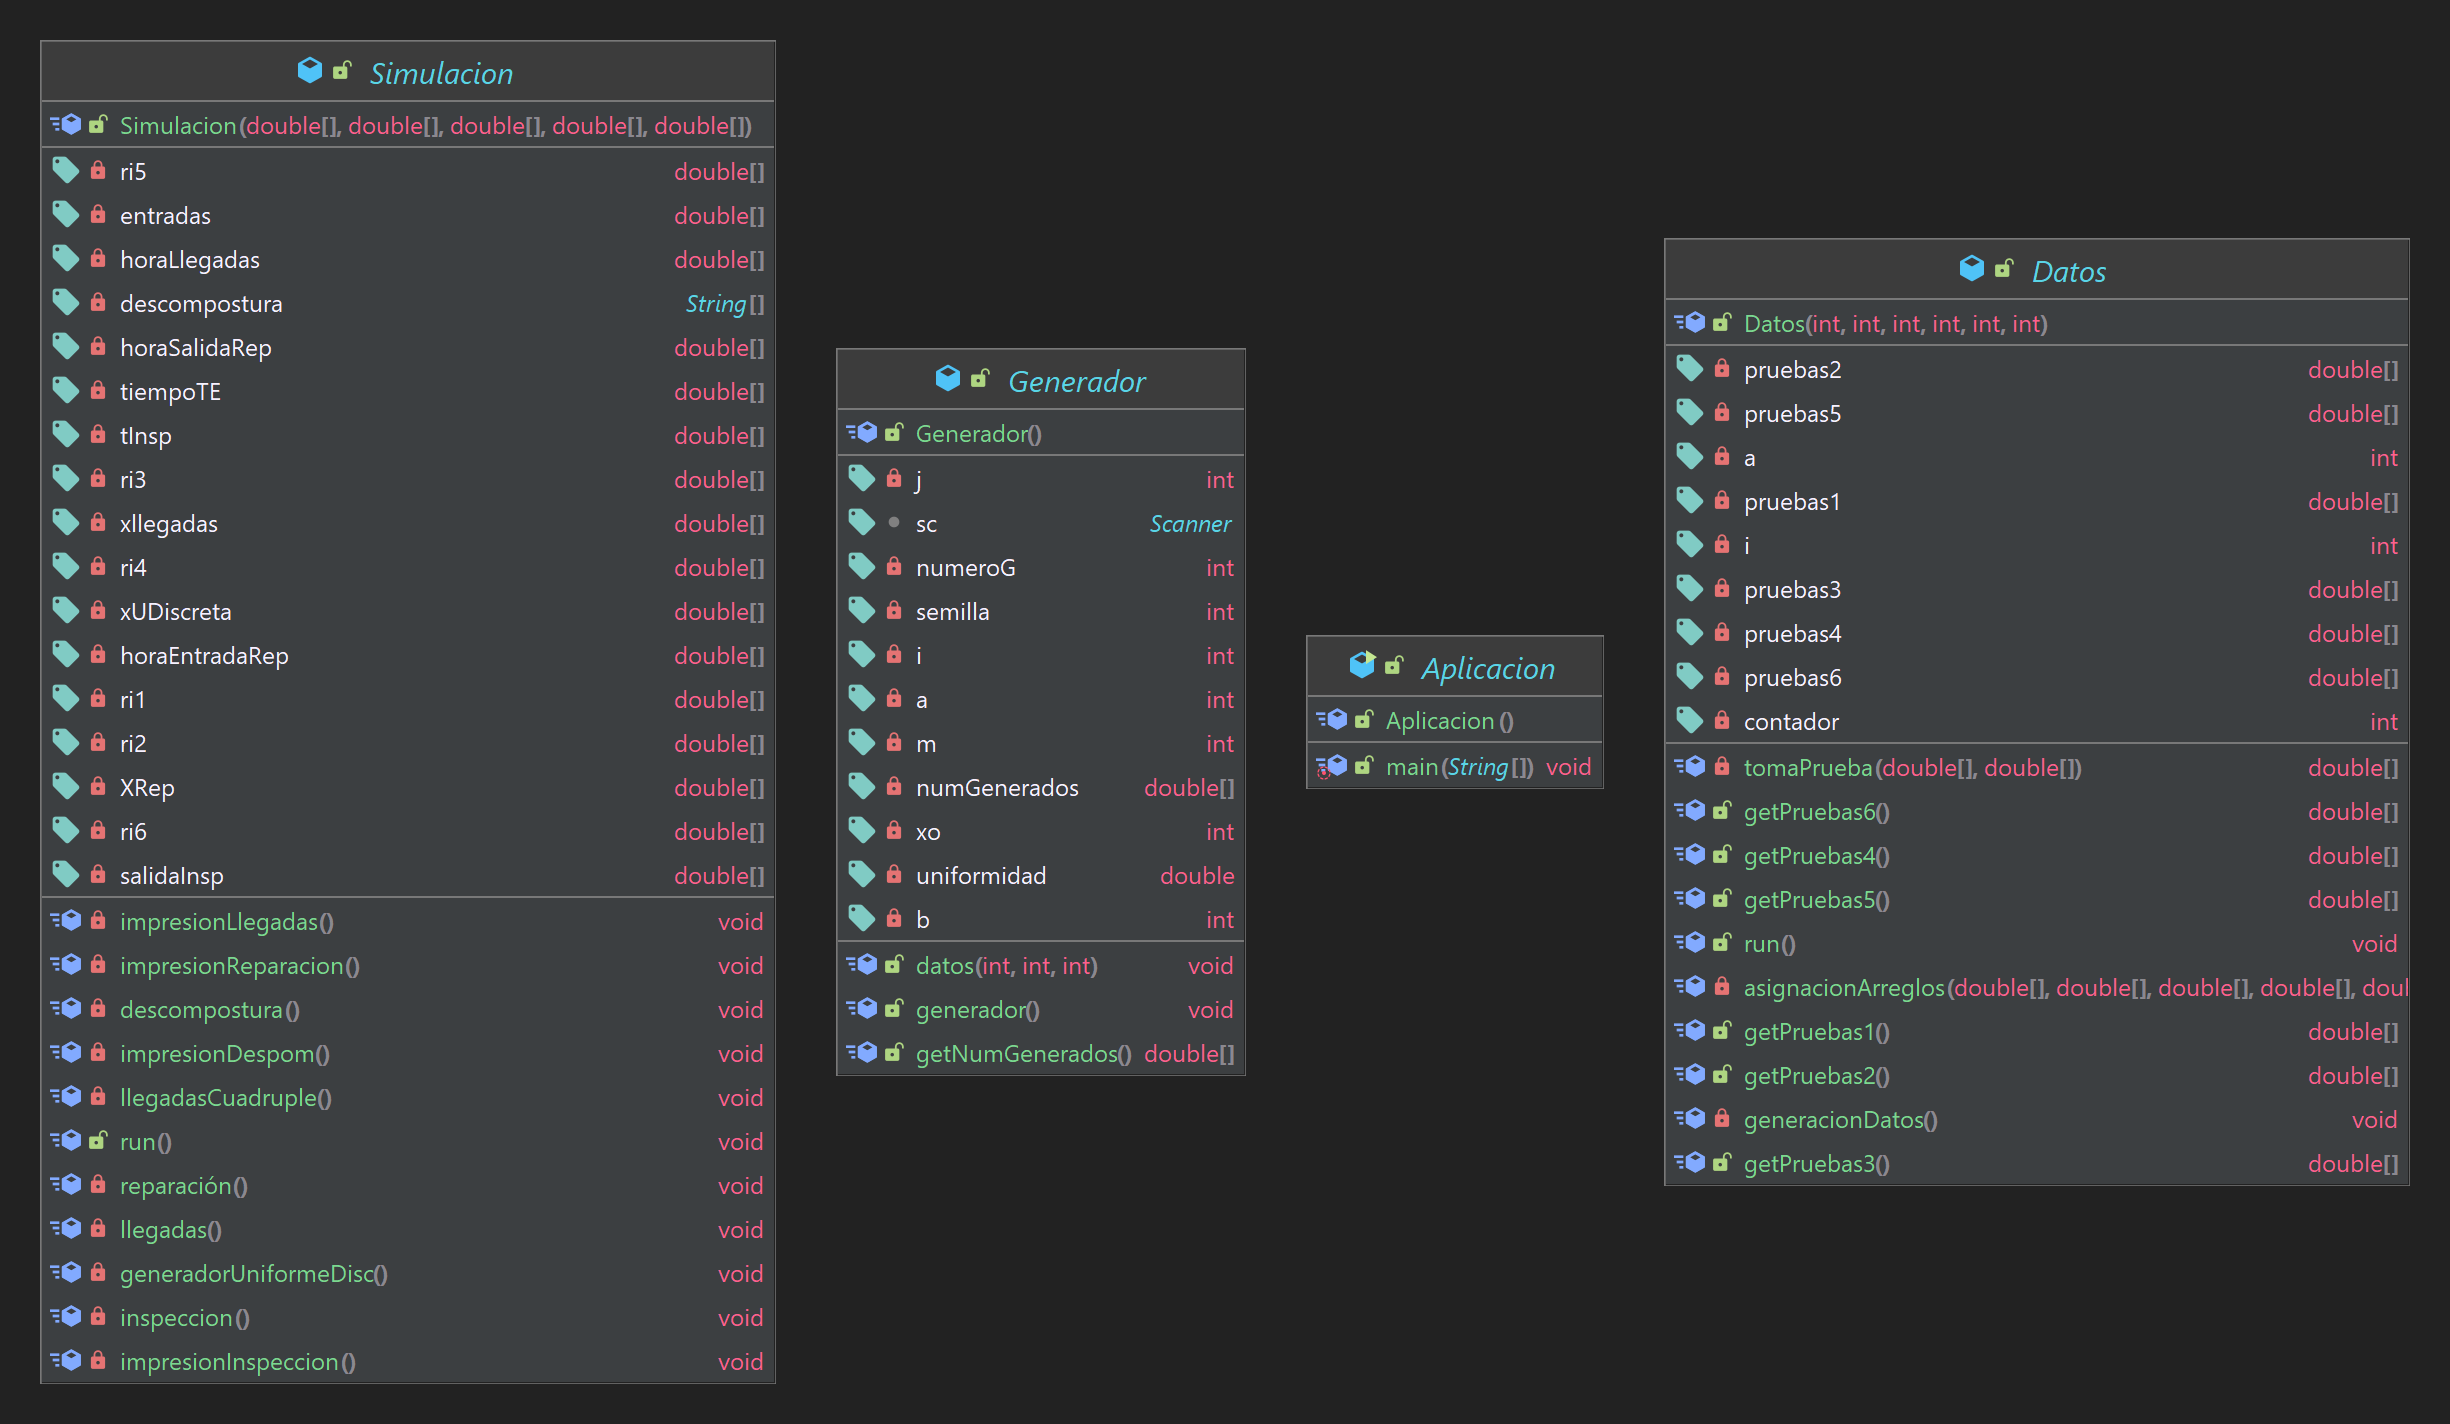 Simulacion
Simulacion(double[], double[], double[], double[], double[])
ri5 double[]
entradas double[]
horaLlegadas double[]
descompostura String[]
horaSalidaRep double[]
tiempoTE double[]
tInsp double[]
ri3 double[]
xllegadas double[]
ri4 double[]
xUDiscreta double[]
horaEntradaRep double[]
ri1 double[]
ri2 double[]
XRep double[]
ri6 double[]
salidaInsp double[]
impresionLlegadas() void
impresionReparacion() void
descompostura() void
impresionDespom() void
llegadasCuadruple() void
run() void
reparación() void
llegadas() void
generadorUniformeDisc() void
inspeccion() void
impresionInspeccion() void
Generador
Generador()
j int
sc Scanner
numeroG int
semilla int
i int
a int
m int
numGenerados double[]
xo int
uniformidad double
b int
datos(int, int, int) void
generador() void
getNumGenerados() double[]
Aplicacion
Aplicacion()
main(String[]) void
Datos
Datos(int, int, int, int, int, int)
pruebas2 double[]
pruebas5 double[]
a int
pruebas1 double[]
i int
pruebas3 double[]
pruebas4 double[]
pruebas6 double[]
contador int
tomaPrueba(double[], double[]) double[]
getPruebas6() double[]
getPruebas4() double[]
getPruebas5() double[]
run() void
asignacionArreglos(double[], double[], double[], double[], doul
getPruebas1() double[]
getPruebas2() double[]
generacionDatos() void
getPruebas3() double[]